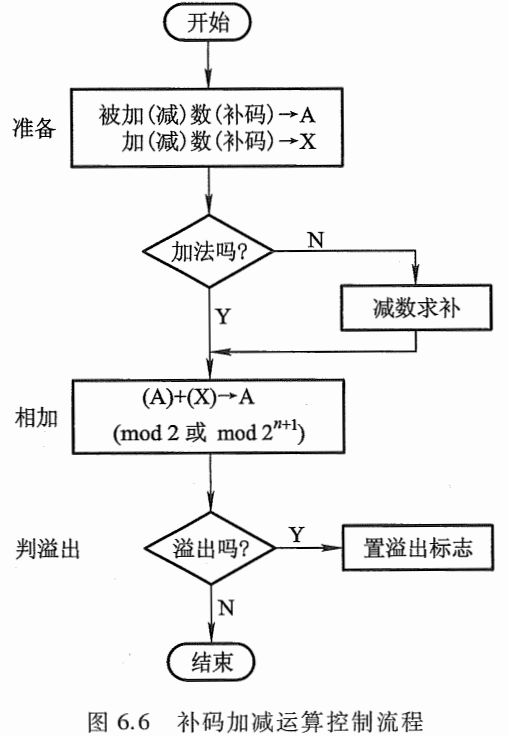 开始
准备
被加(减)数(补码)→A
加(减)数(补码)→X
加法吗?
N
Y
减数求补
相加
(A)+(X)→A
(mod 2 或 mod 2ⁿ⁺¹)
判溢出
溢出吗?
Y
置溢出标志
N
结束
图 6.6 补码加减运算控制流程